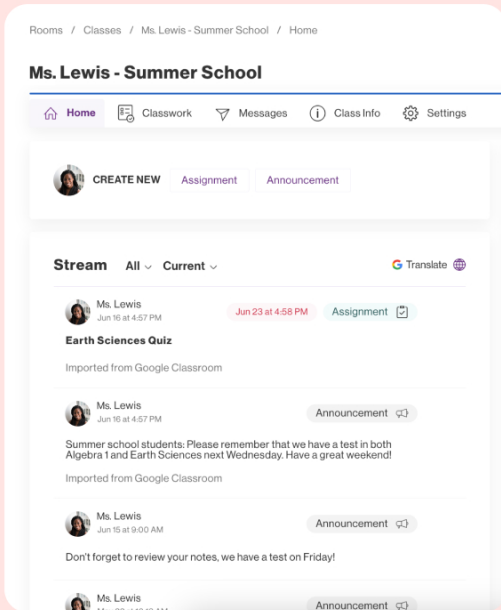 Rooms / Classes / Ms. Lewis - Summer School / Home
Ms. Lewis - Summer School
Home Classwork Messages Class Info Settings
CREATE NEW Assignment Announcement
Stream All Current Translate
Ms. Lewis
Jun 16 at 4:57 PM
Jun 23 at 4:58 PM Assignment
Earth Sciences Quiz
Imported from Google Classroom
Ms. Lewis
Jun 16 at 4:57 PM
Announcement
Summer school students: Please remember that we have a test in both
Algebra 1 and Earth Sciences next Wednesday. Have a great weekend!
Imported from Google Classroom
Ms. Lewis
Jun 15 at 9:00 AM
Announcement
Don't forget to review your notes, we have a test on Friday!
Ms. Lewis
Announcement